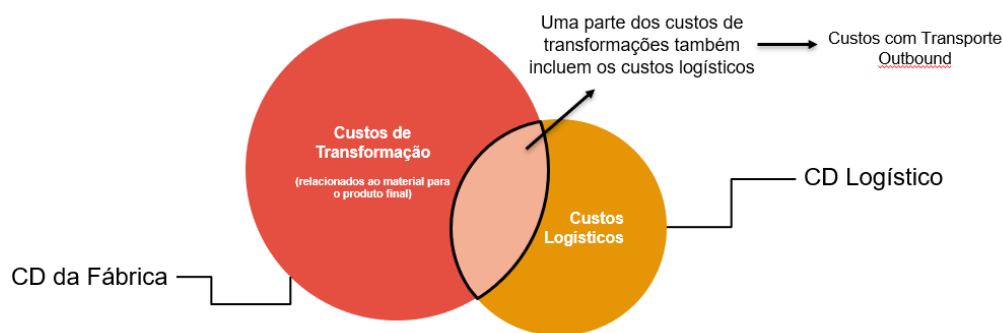 Uma parte dos custos de
transformações também
incluem os custos logísticos
Custos com Transporte
Outbound
Custos de
Transformação
(relacionados ao material para
o produto final)
CD Logístico
Custos
Logísticos
CD da Fábrica